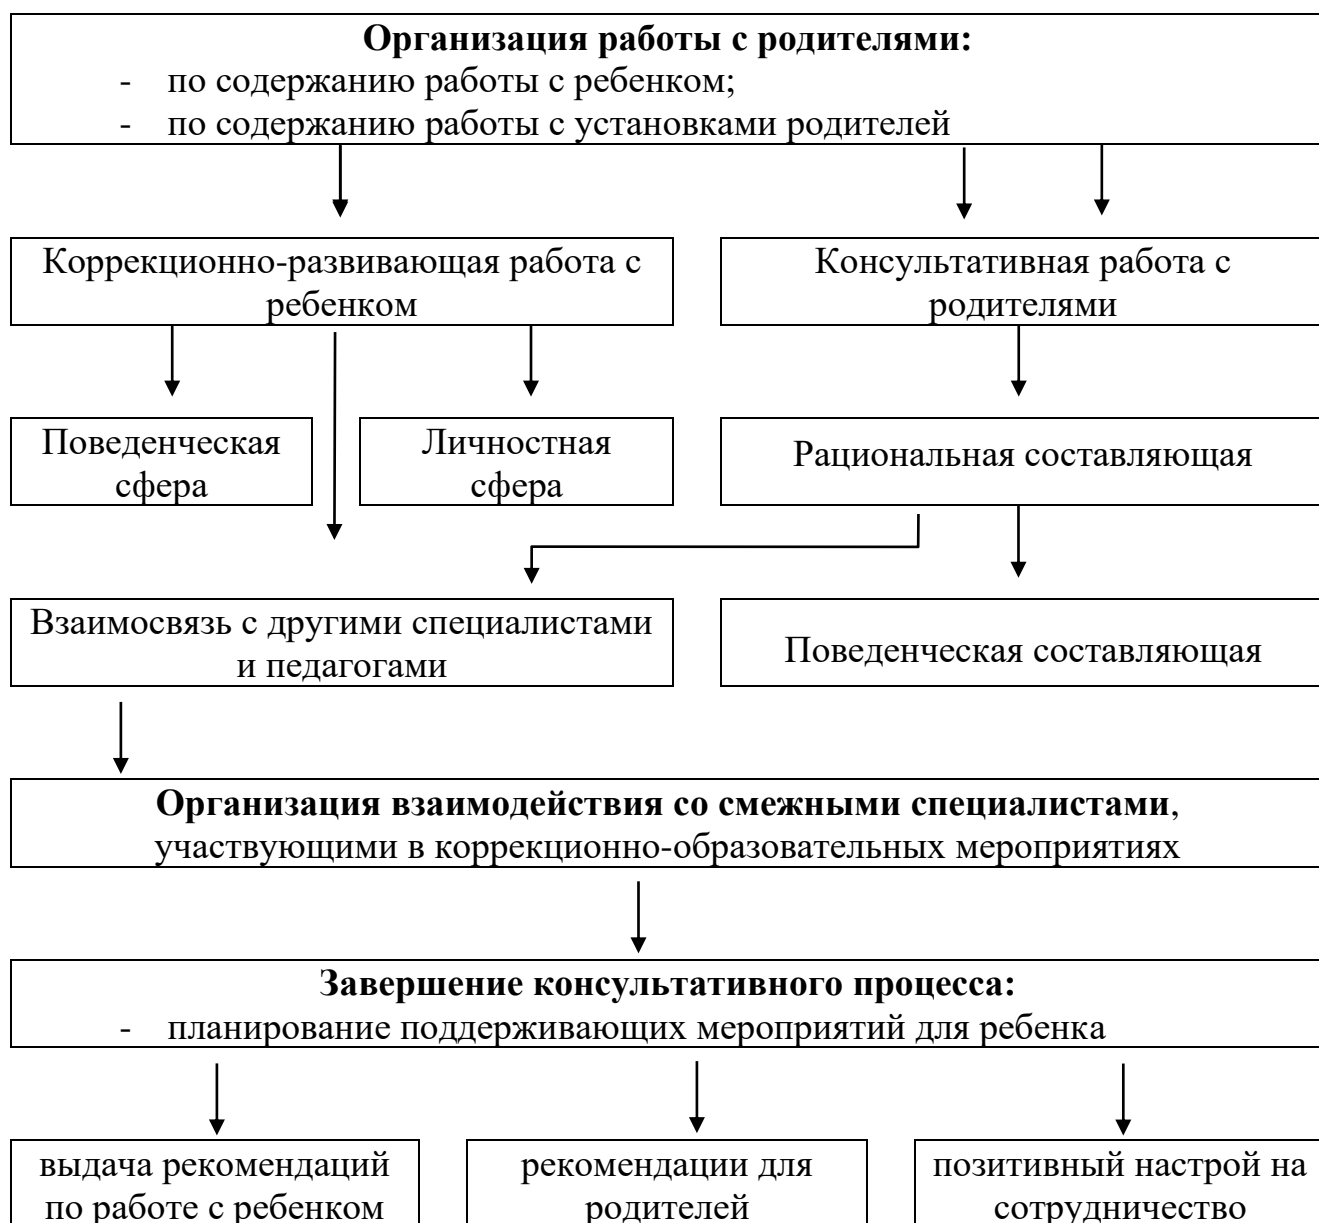 Организация работы с родителями:
- по содержанию работы с ребенком;
- по содержанию работы с установками родителей
Коррекционно-развивающая работа с
ребенком
Консультативная работа с
родителями
Поведенческая
сфера
Личностная
сфера
Рациональная составляющая
Взаимосвязь с другими специалистами
и педагогами
Поведенческая составляющая
Организация взаимодействия со смежными специалистами,
участвующими в коррекционно-образовательных мероприятиях
Завершение консультативного процесса:
- планирование поддерживающих мероприятий для ребенка
выдача рекомендаций
по работе с ребенком
рекомендации для
родителей
позитивный настрой на
сотрудничество